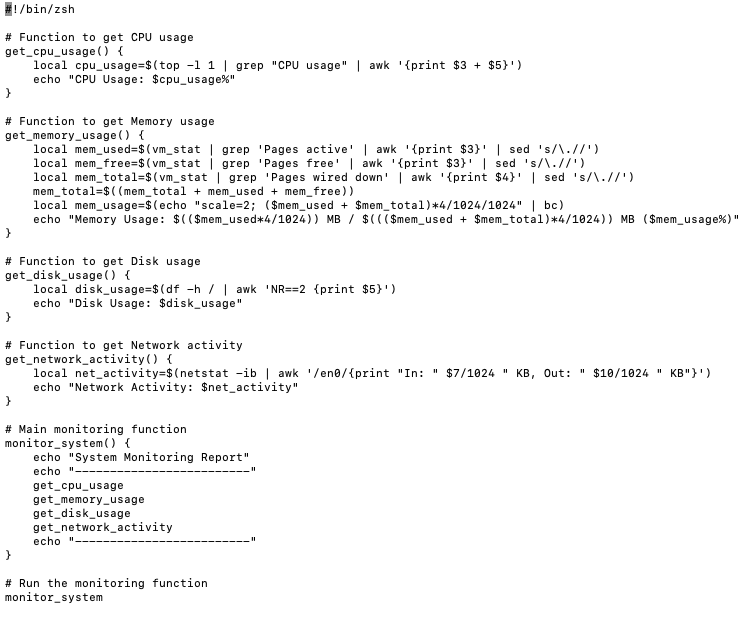 #!/bin/zsh

# Function to get CPU usage
get_cpu_usage() {
    local cpu_usage=$(top -l 1 | grep "CPU usage" | awk '{print $3 + $5}')
    echo "CPU Usage: $cpu_usage%"
}

# Function to get Memory usage
get_memory_usage() {
    local mem_used=$(vm_stat | grep 'Pages active' | awk '{print $3}' | sed 's/\.//')
    local mem_free=$(vm_stat | grep 'Pages free' | awk '{print $3}' | sed 's/\.//')
    local mem_total=$(vm_stat | grep 'Pages wired down' | awk '{print $4}' | sed 's/\.//')
    mem_total=$((mem_total + mem_used + mem_free))
    local mem_usage=$(echo "scale=2; ($mem_used + $mem_total)*4/1024/1024" | bc)
    echo "Memory Usage: $(($mem_used*4/1024)) MB / $((($mem_used + $mem_total)*4/1024)) MB ($mem_usage%)"
}

# Function to get Disk usage
get_disk_usage() {
    local disk_usage=$(df -h / | awk 'NR==2 {print $5}')
    echo "Disk Usage: $disk_usage"
}

# Function to get Network activity
get_network_activity() {
    local net_activity=$(netstat -ib | awk '/en0/{print "In: " $7/1024 " KB, Out: " $10/1024 " KB"}')
    echo "Network Activity: $net_activity"
}

# Main monitoring function
monitor_system() {
    echo "System Monitoring Report"
    echo "-------------------------"
    get_cpu_usage
    get_memory_usage
    get_disk_usage
    get_network_activity
    echo "-------------------------"
}

# Run the monitoring function
monitor_system